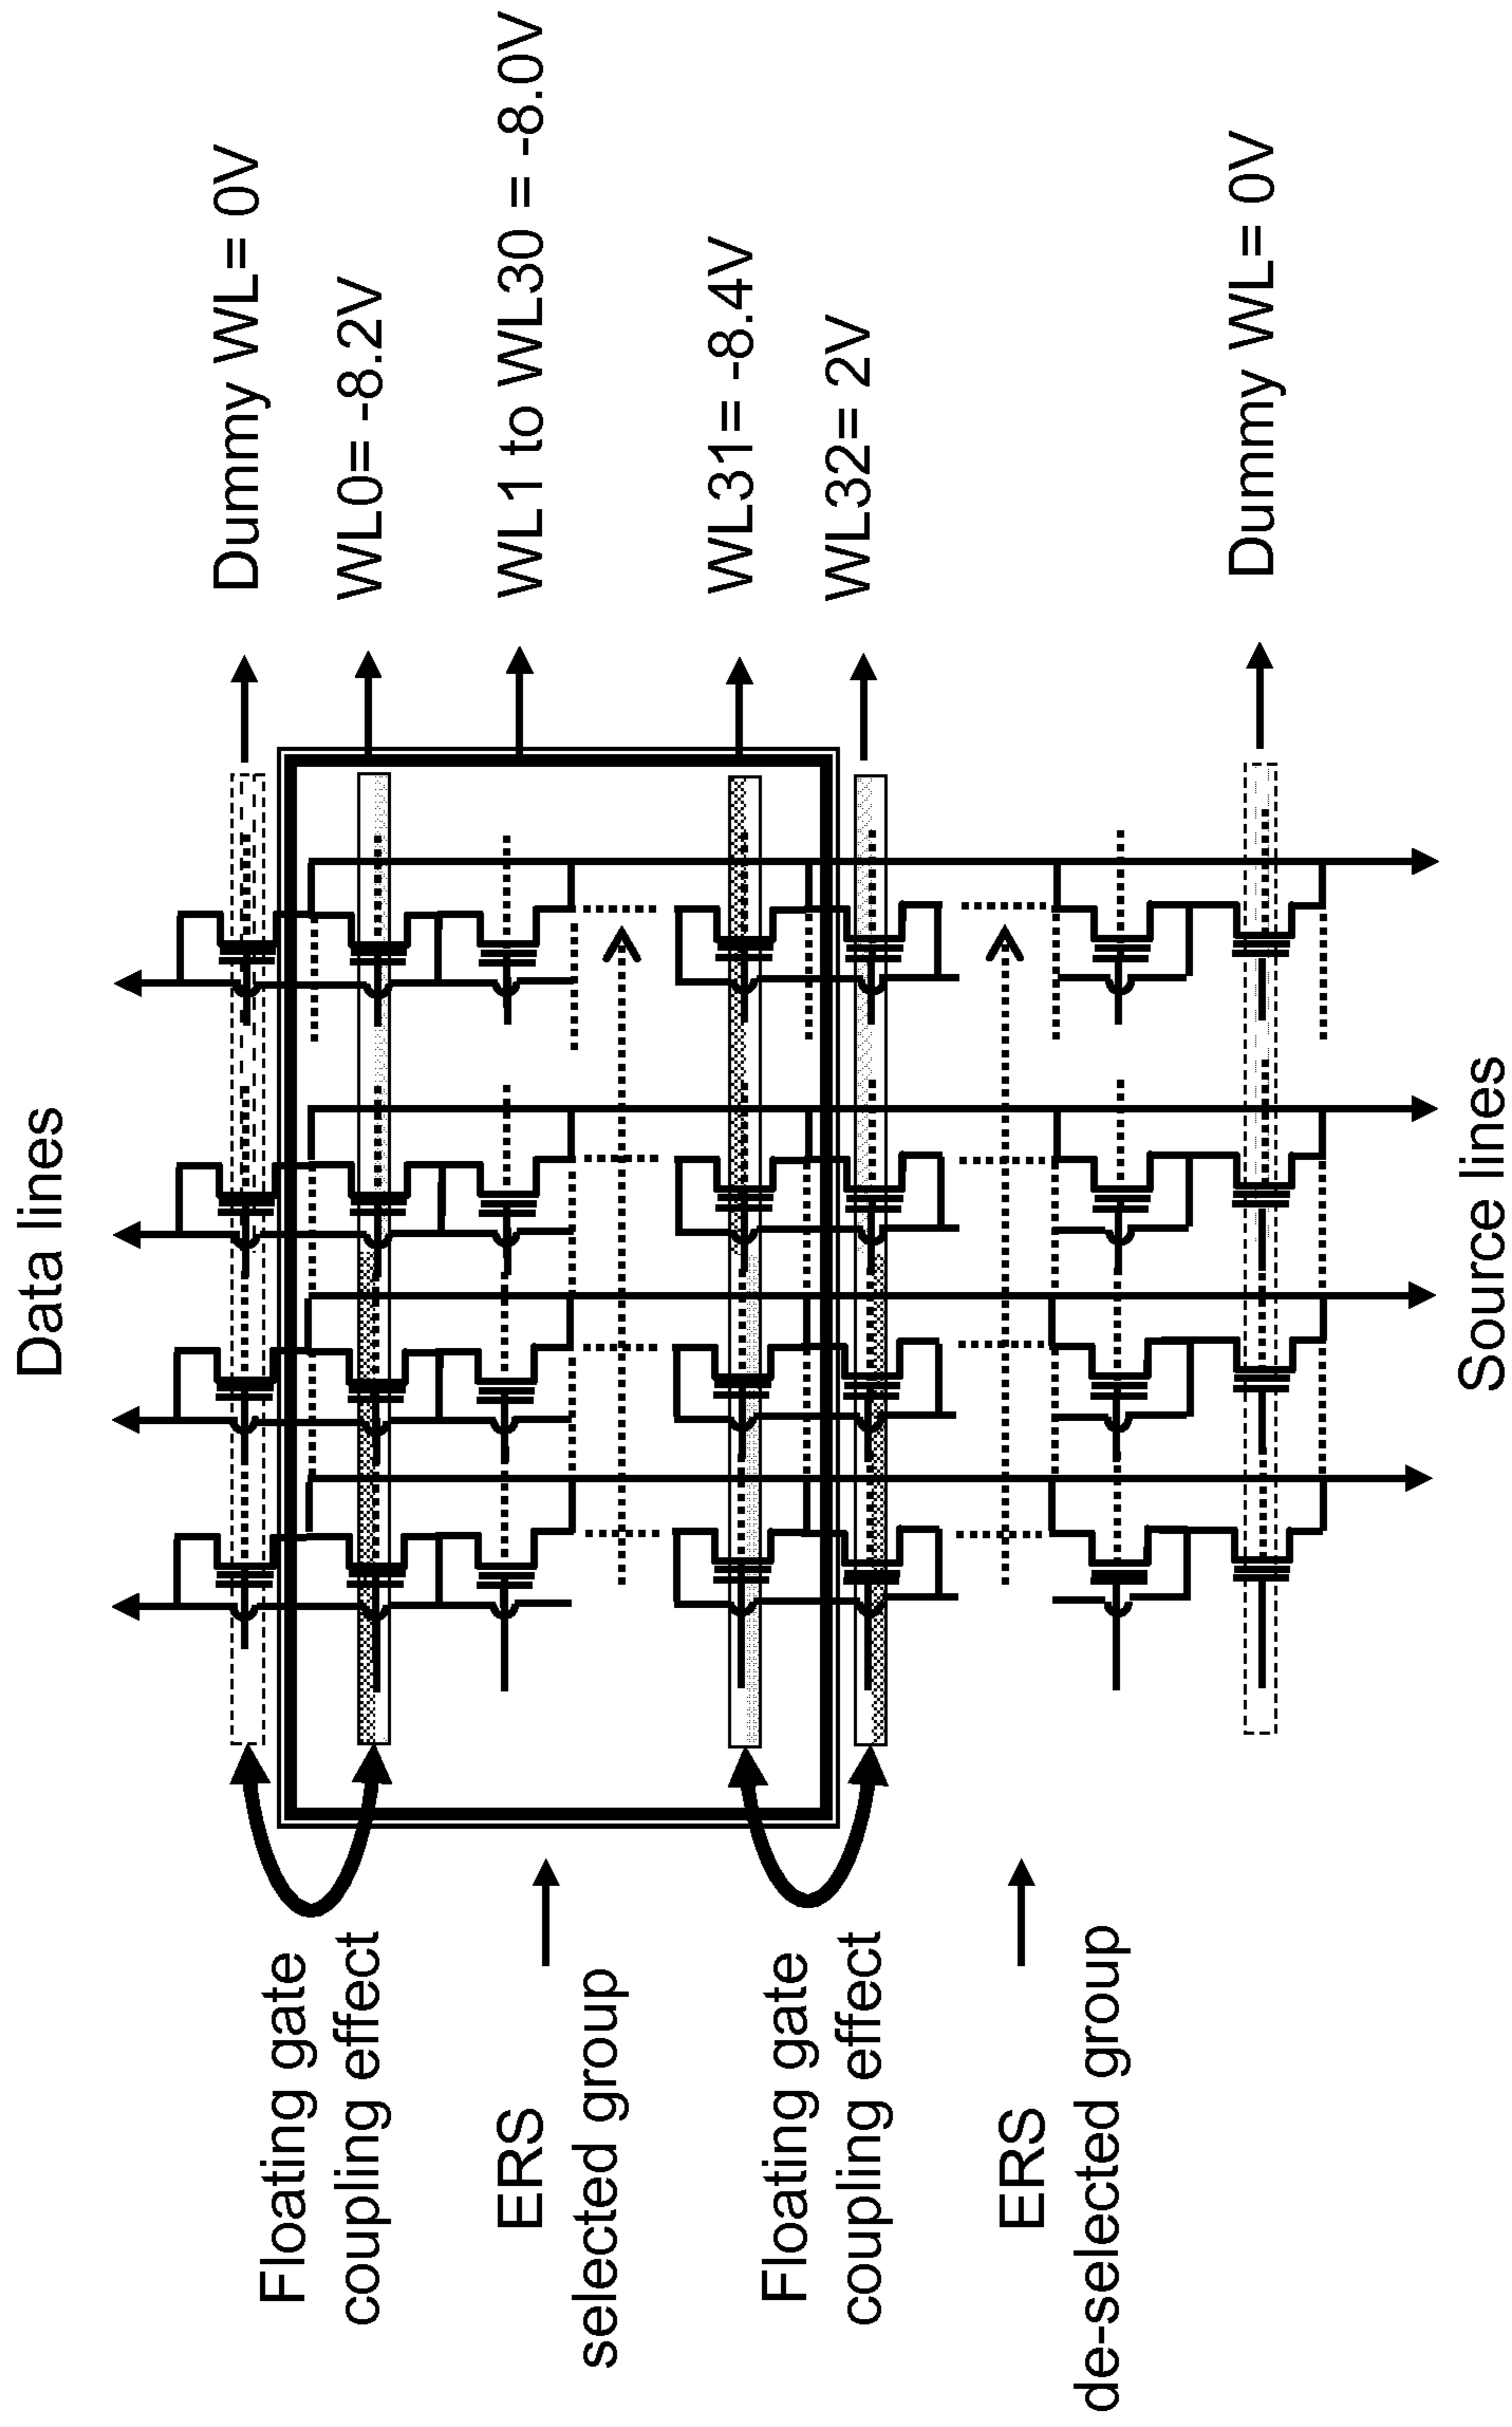 Data lines
Dummy WL= 0V
WL0= -8.2V
WL1 to WL30 = -8.0V
WL31= -8.4V
WL32= 2V
Dummy WL= 0V
Floating gate
coupling effect
ERS
selected group
Floating gate
coupling effect
ERS
de-selected group
Source lines